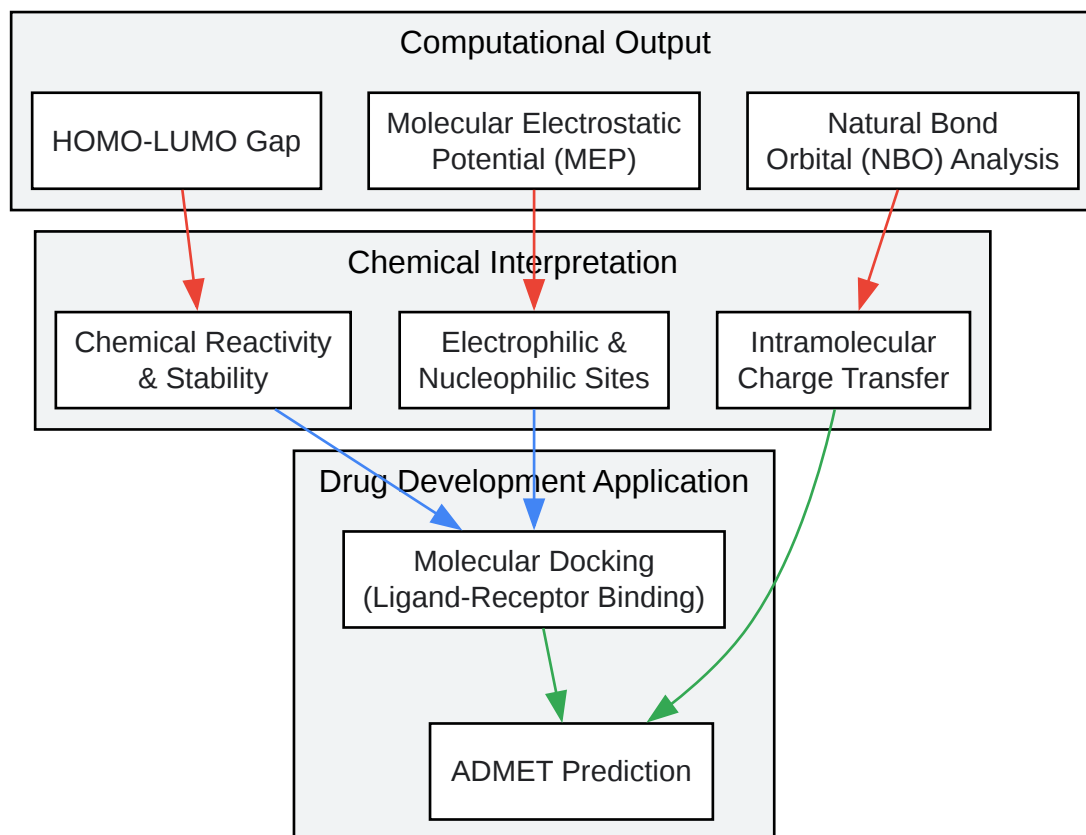 Computational Output
HOMO-LUMO Gap
Molecular Electrostatic
Potential (MEP)
Natural Bond
Orbital (NBO) Analysis
Chemical Interpretation
Chemical Reactivity
& Stability
Electrophilic &
Nucleophilic Sites
Intramolecular
Charge Transfer
Drug Development Application
Molecular Docking
(Ligand-Receptor Binding)
ADMET Prediction